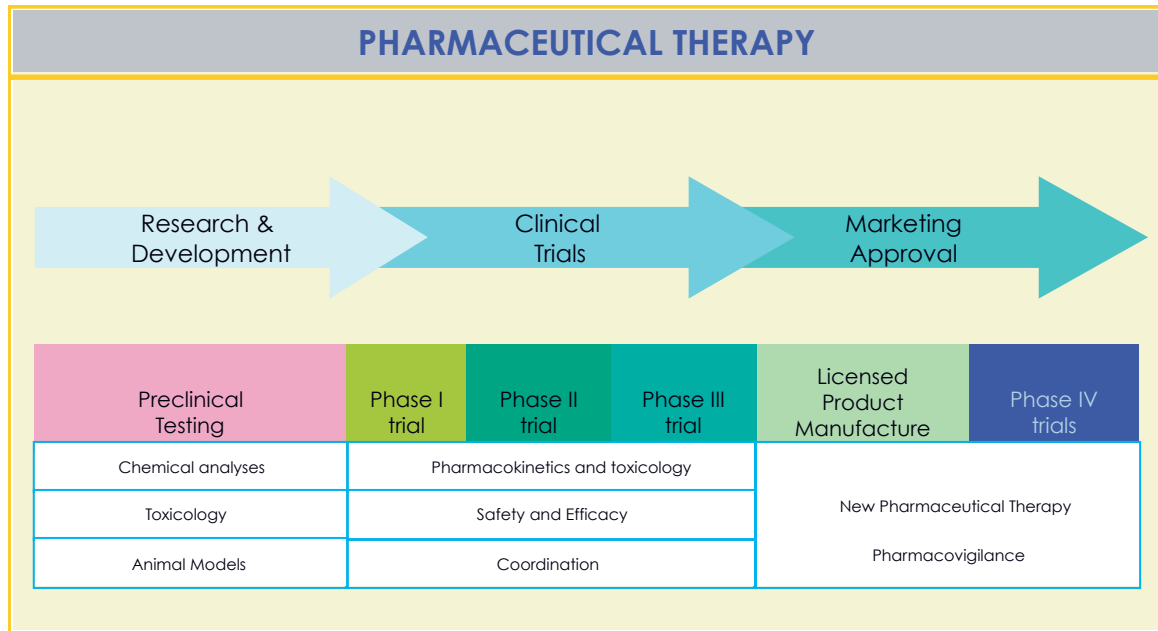 PHARMACEUTICAL THERAPY
Research &
Development
Clinical
Trials
Marketing
Approval
Preclinical
Testing
Phase I
trial
Phase II
trial
Phase III
trial
Licensed
Product
Manufacture
Phase IV
trials
Chemical analyses
Pharmacokinetics and toxicology
Toxicology
Safety and Efficacy
Animal Models
Coordination
New Pharmaceutical Therapy
Pharmacovigilance